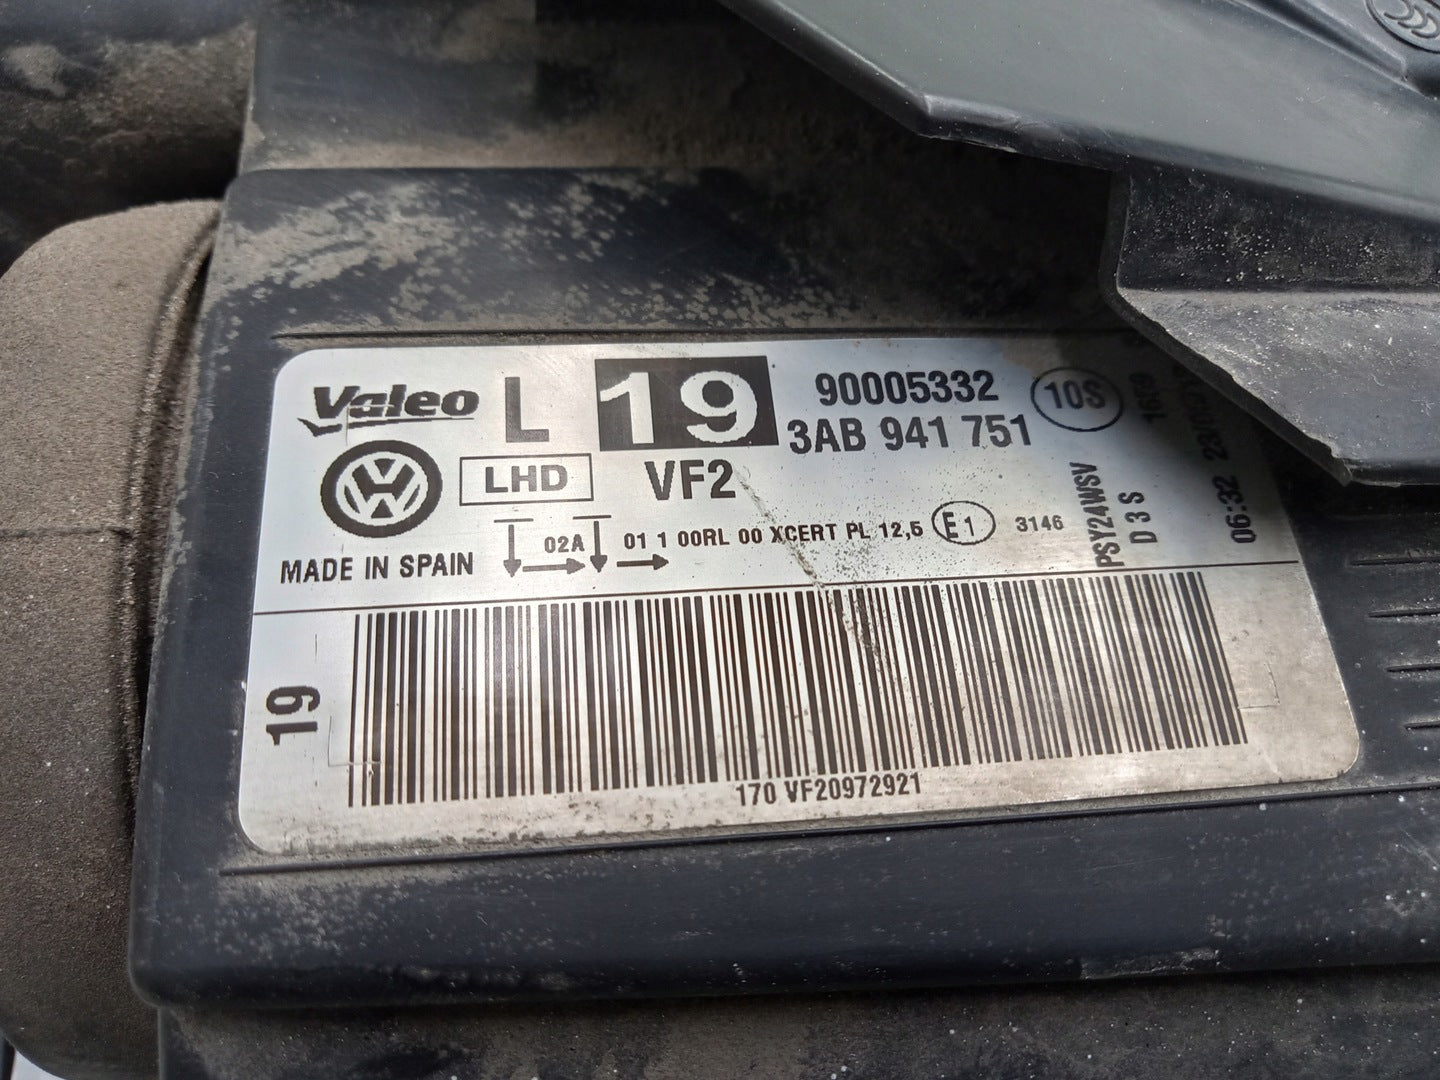 Valeo L 19 90005332 10S
3AB 941 751
LHD VF2
02A 01 1 00RL 00 XCERT PL 12,5 E1 3146
MADE IN SPAIN
PSY24WSV
D3S
06:32
19
170 VF20972921